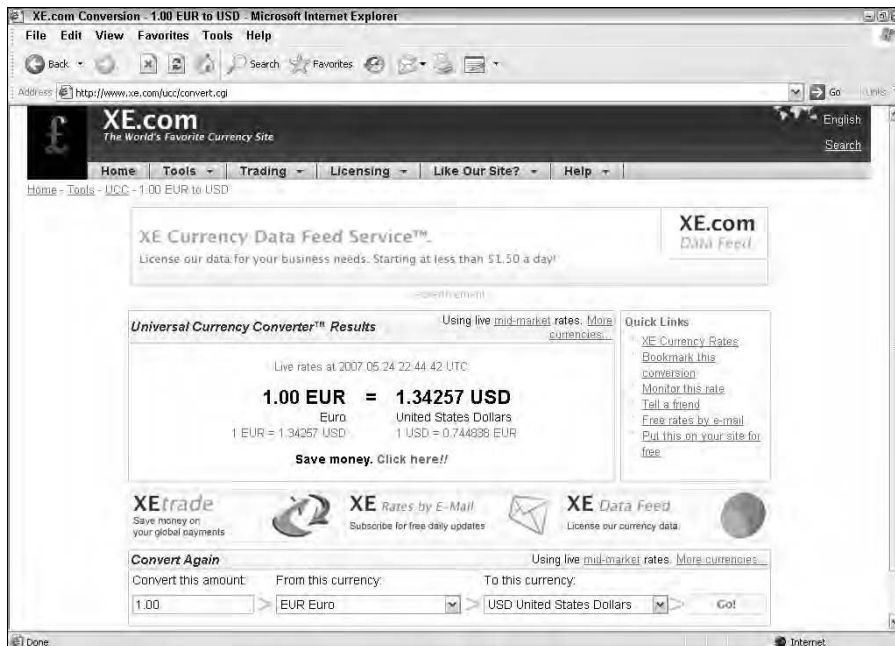 XE.com Conversion - 1.00 EUR to USD - Microsoft Internet Explorer
File Edit View Favorites Tools Help
Back Search Favorites
Address http://www.xe.com/ucc/convert.cgi Go Links
£
XE.com
The World's Favorite Currency Site
English
Search
Home Tools Trading Licensing Like Our Site? Help
Home - Tools - UCC - 1.00 EUR to USD
XE Currency Data Feed Service™.
License our data for your business needs. Starting at less than $1.50 a day!
XE.com
Data Feed
advertisement
Universal Currency Converter™ Results
Using live mid-market rates. More
currencies...
Live rates at 2007.05.24 22:44:42 UTC
1.00 EUR = 1.34257 USD
Euro United States Dollars
1 EUR = 1.34257 USD 1 USD = 0.744838 EUR
Save money. Click here!!
Quick Links
XE Currency Rates
Bookmark this
conversion
Monitor this rate
Tell a friend
Free rates by e-mail
Put this on your site for
free
XEtrade
Save money on
your global payments
XE Rates by E-Mail
Subscribe for free daily updates
XE Data Feed
License our currency data
Convert Again
Using live mid-market rates. More currencies...
Convert this amount: From this currency: To this currency:
1.00 > EUR Euro > USD United States Dollars > Go!
Done Internet